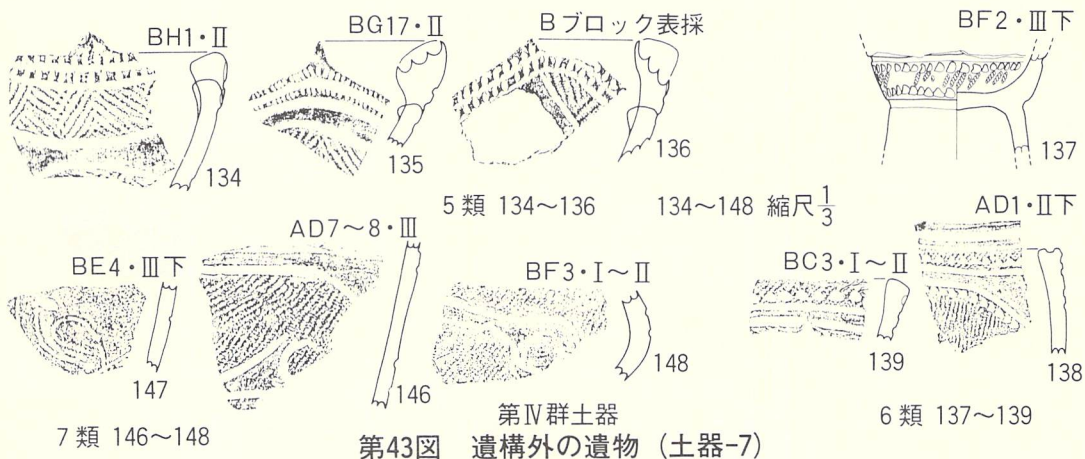 BH1・Ⅱ
134
BG17・Ⅱ
135
Bブロック表採
136
BF2・Ⅲ下
137
5類 134～136
134～148 縮尺1/3
BE4・Ⅲ下
147
AD7～8・Ⅲ
146
BF3・Ⅰ～Ⅱ
148
BC3・Ⅰ～Ⅱ
139
AD1・Ⅱ下
138
7類 146～148
第Ⅳ群土器
6類 137～139
第43図 遺構外の遺物（土器-7）